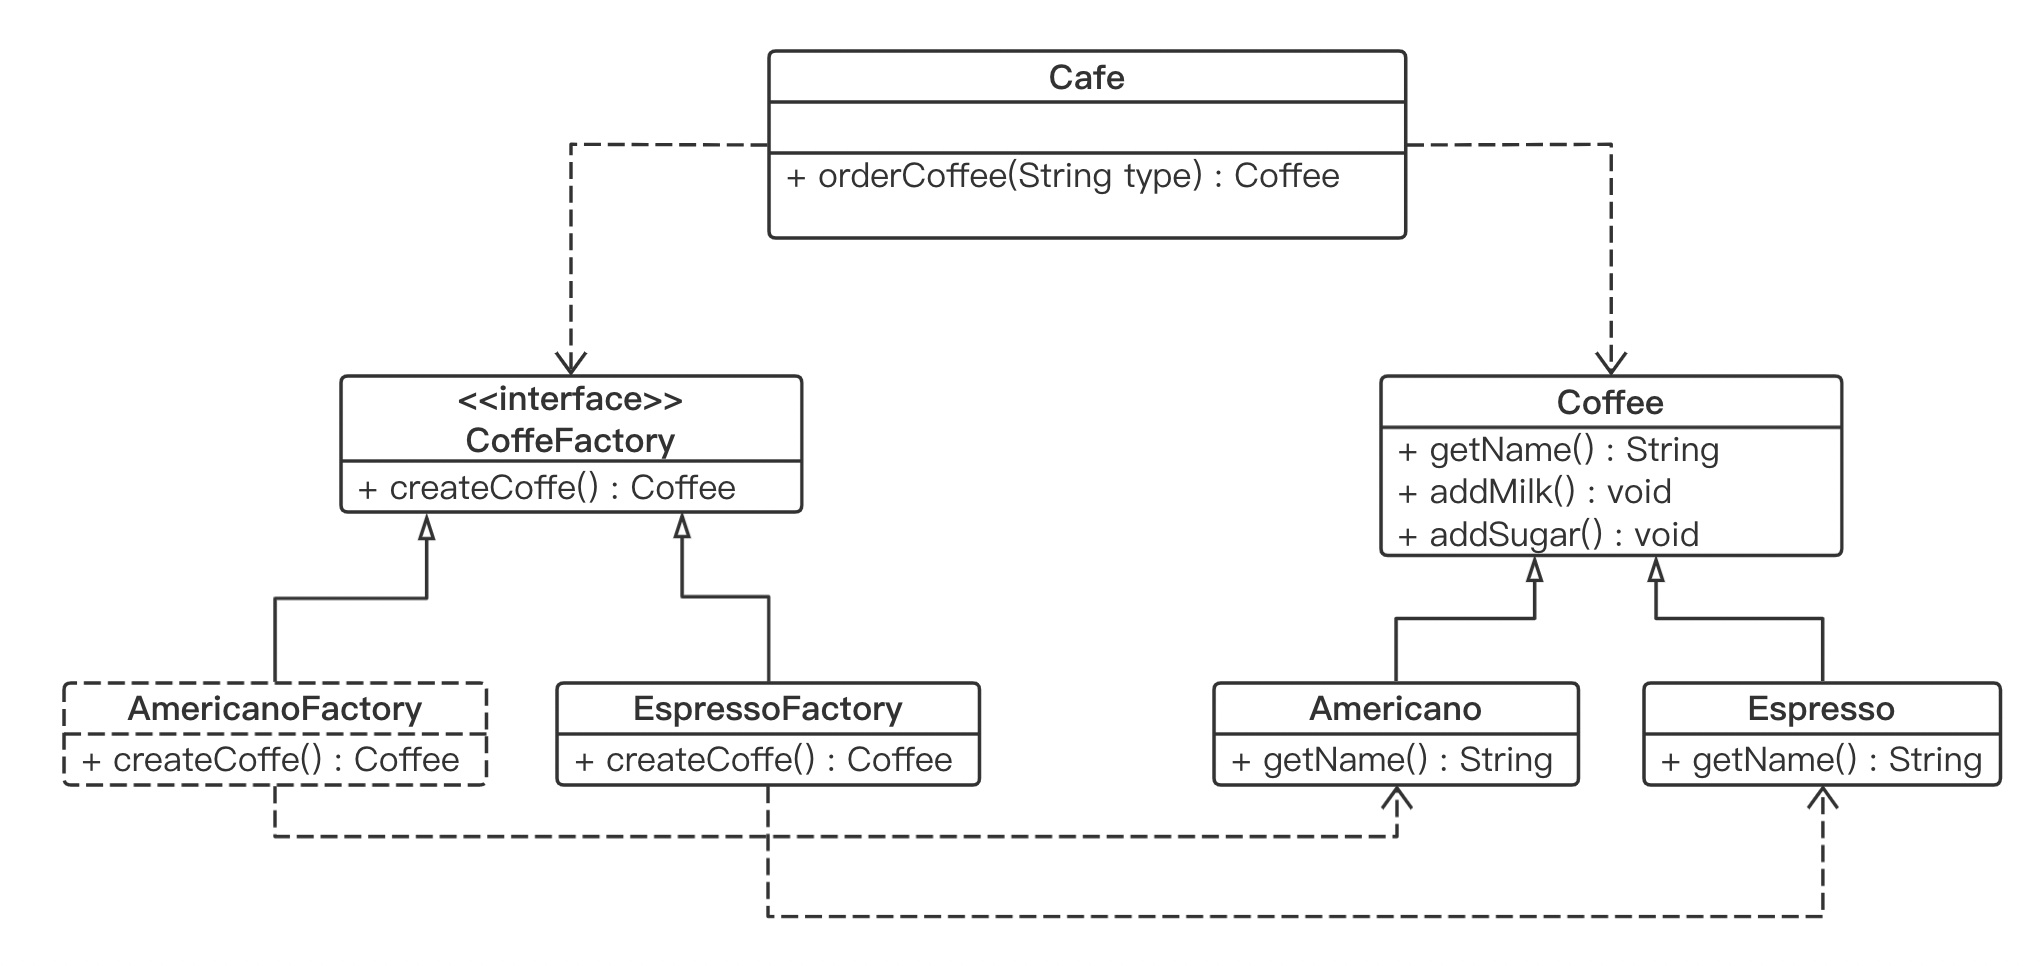 Cafe
+ orderCoffee(String type) : Coffee
<<interface>>
CoffeFactory
+ createCoffe() : Coffee
Coffee
+ getName() : String
+ addMilk() : void
+ addSugar() : void
AmericanoFactory
+ createCoffe() : Coffee
EspressoFactory
+ createCoffe() : Coffee
Americano
+ getName() : String
Espresso
+ getName() : String